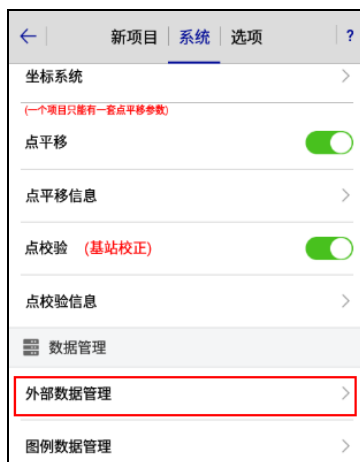 新项目 系统 选项 ?
坐标系统
(一个项目只能有一套点平移参数)
点平移
点平移信息
点校验 (基站校正)
点校验信息
数据管理
外部数据管理
图例数据管理